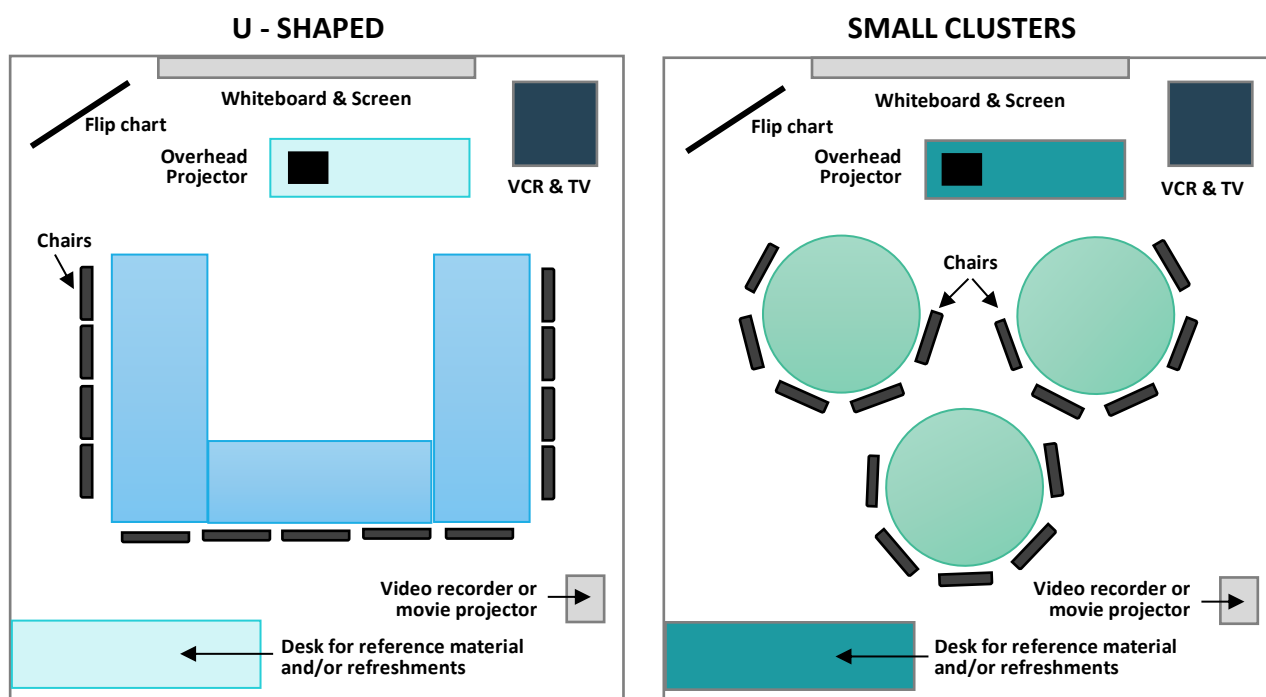 U - SHAPED
Whiteboard & Screen
Flip chart
Overhead
Projector
VCR & TV
Chairs
Video recorder or
movie projector
Desk for reference material
and/or refreshments
SMALL CLUSTERS
Whiteboard & Screen
Flip chart
Overhead
Projector
VCR & TV
Chairs
Video recorder or
movie projector
Desk for reference material
and/or refreshments